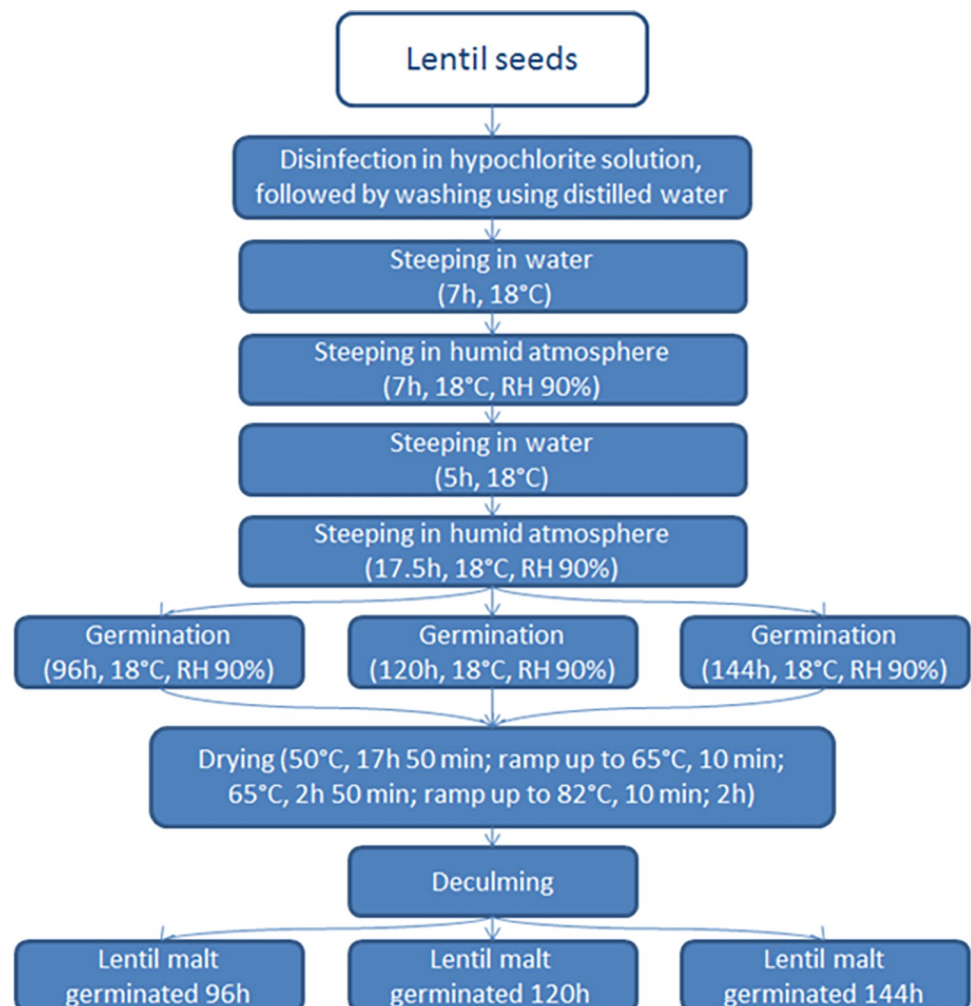 Lentil seeds
Disinfection in hypochlorite solution,
followed by washing using distilled water
Steeping in water
(7h, 18°C)
Steeping in humid atmosphere
(7h, 18°C, RH 90%)
Steeping in water
(5h, 18°C)
Steeping in humid atmosphere
(17.5h, 18°C, RH 90%)
Germination
(96h, 18°C, RH 90%)
Germination
(120h, 18°C, RH 90%)
Germination
(144h, 18°C, RH 90%)
Drying (50°C, 17h 50 min; ramp up to 65°C, 10 min;
65°C, 2h 50 min; ramp up to 82°C, 10 min; 2h)
Deculming
Lentil malt
germinated 96h
Lentil malt
germinated 120h
Lentil malt
germinated 144h